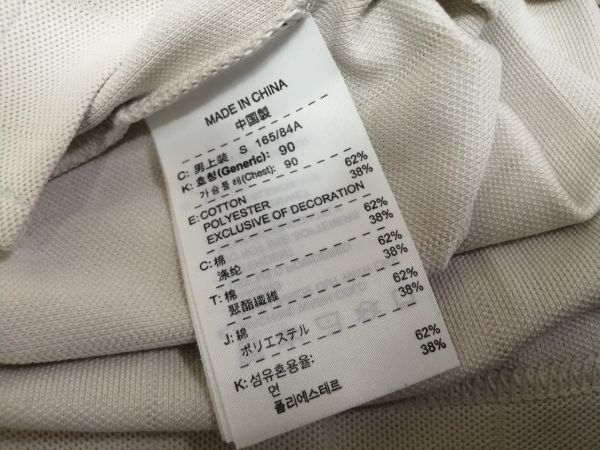 MADE IN CHINA
中国製
C: 男上装 S 165/84A
K: 호칭(Generic): 90
가슴둘레(Chest): 90
E: COTTON 62%
POLYESTER 38%
EXCLUSIVE OF DECORATION
C: 棉 62%
涤纶 38%
T: 棉 62%
聚酯纖維 38%
J: 綿 62%
ポリエステル 38%
K: 섬유혼용율:
면 62%
폴리에스테르 38%